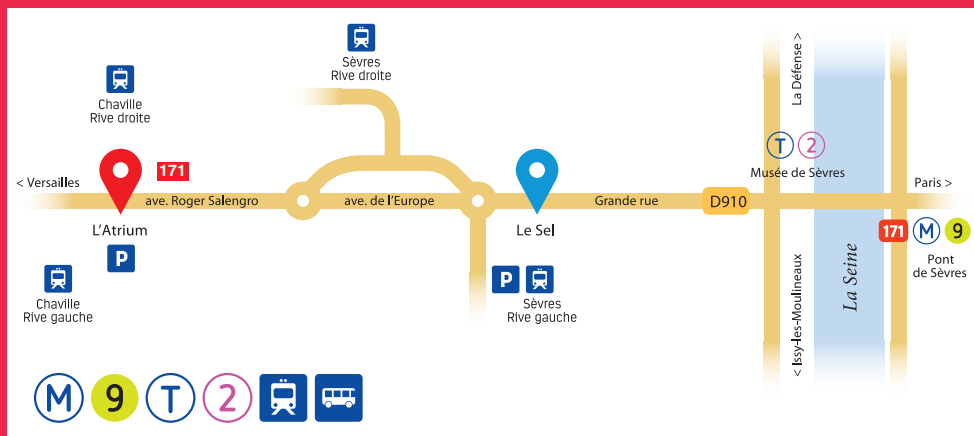 Sèvres
Rive droite
La Défense >
Chaville
Rive droite
T 2
Musée de Sèvres
171
< Versailles
Paris >
ave. Roger Salengro
ave. de l'Europe
Grande rue
D910
L'Atrium
Le Sel
171 M 9
P
Pont
de Sèvres
Chaville
Rive gauche
P
Sèvres
Rive gauche
< Issy-les-Moulineaux
La Seine
M 9 T 2